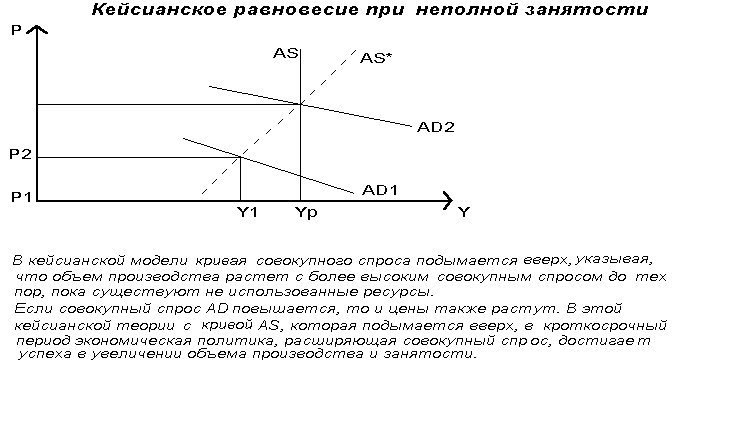 Кейсианское равновесие при неполной занятости
P
AS
AS*
AD2
P2
AD1
P1
Y1
Yp
Y
В кейсианской модели кривая совокупного спроса подымается вверх, указывая,
что объем производства растет с более высоким совокупным спросом до тех
пор, пока существуют не использованные ресурсы.
Если совокупный спрос AD повышается, то и цены также растут. В этой
кейсианской теории с кривой AS, которая подымается вверх, в кроткосрочный
период экономическая политика, расширяющая совокупный спрос, достигает
успеха в увеличении объема производства и занятости.